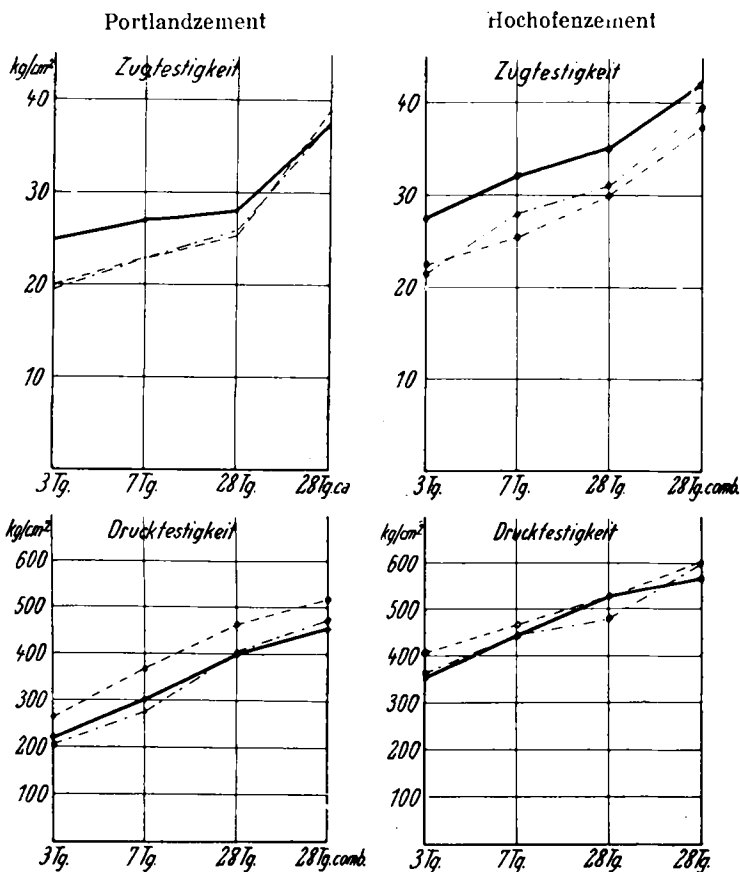 Portlandzement
Hochofenzement
kg/cm²
Zugfestigkeit
40
30
20
10
3 Tg.
7 Tg.
28 Tg.
28 Tg. ca
kg/cm²
Zugfestigkeit
40
30
20
10
3 Tg.
7 Tg.
28 Tg.
28 Tg. comb.
kg/cm²
Druckfestigkeit
600
500
400
300
200
100
3 Tg.
7 Tg.
28 Tg.
28 Tg. comb.
kg/cm²
Druckfestigkeit
600
500
400
300
200
100
3 Tg.
7 Tg.
28 Tg.
28 Tg. comb.